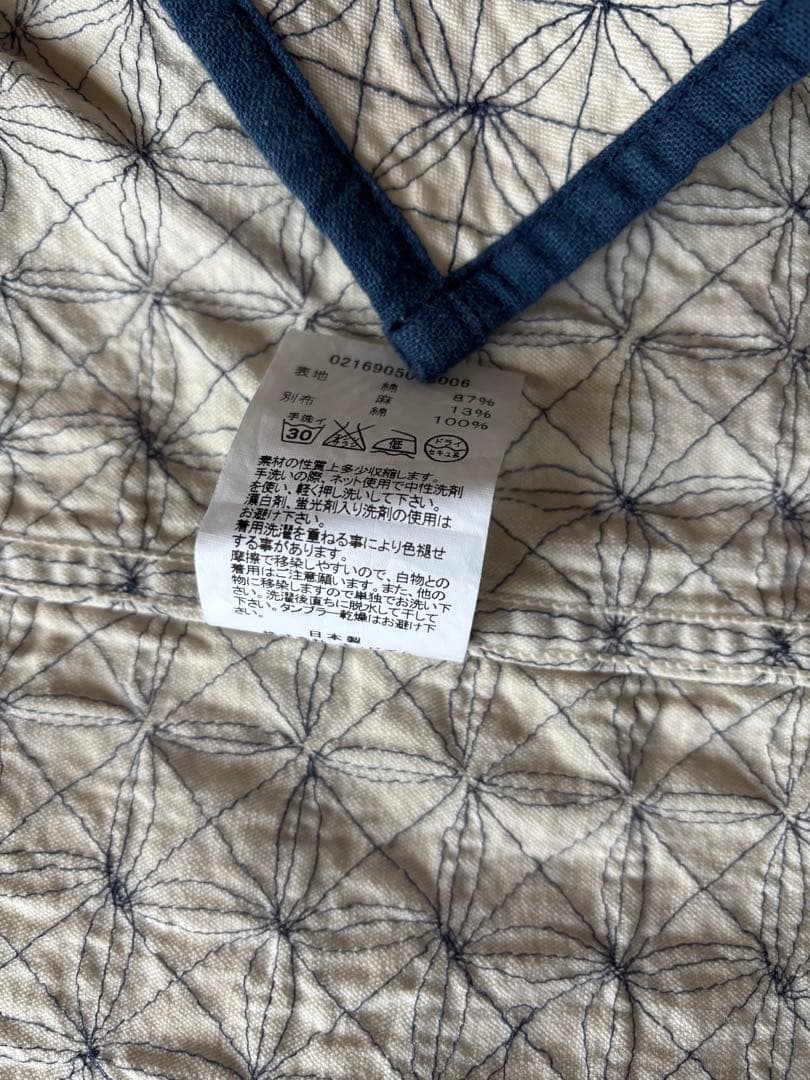 0216905
006
表地 綿 87%
麻 13%
別布 綿 100%
手洗イ
30 エンソサラシ 低 ドライ セキユ系
素材の性質上多少収縮します。
手洗いの際、ネット使用で中性洗剤
を使い、軽く押し洗いして下さい。
漂白剤、蛍光剤入り洗剤の使用は
お避け下さい。
着用洗濯を重ねる事により色褪せ
する事があります。
摩擦で移染しやすいので、白物との
着用はご注意願います。また、他の
物に移染しますので単独でお洗い下
さい。洗濯後直ちに脱水して干して
下さい。タンブラー乾燥はお避け下
さい。
日本製